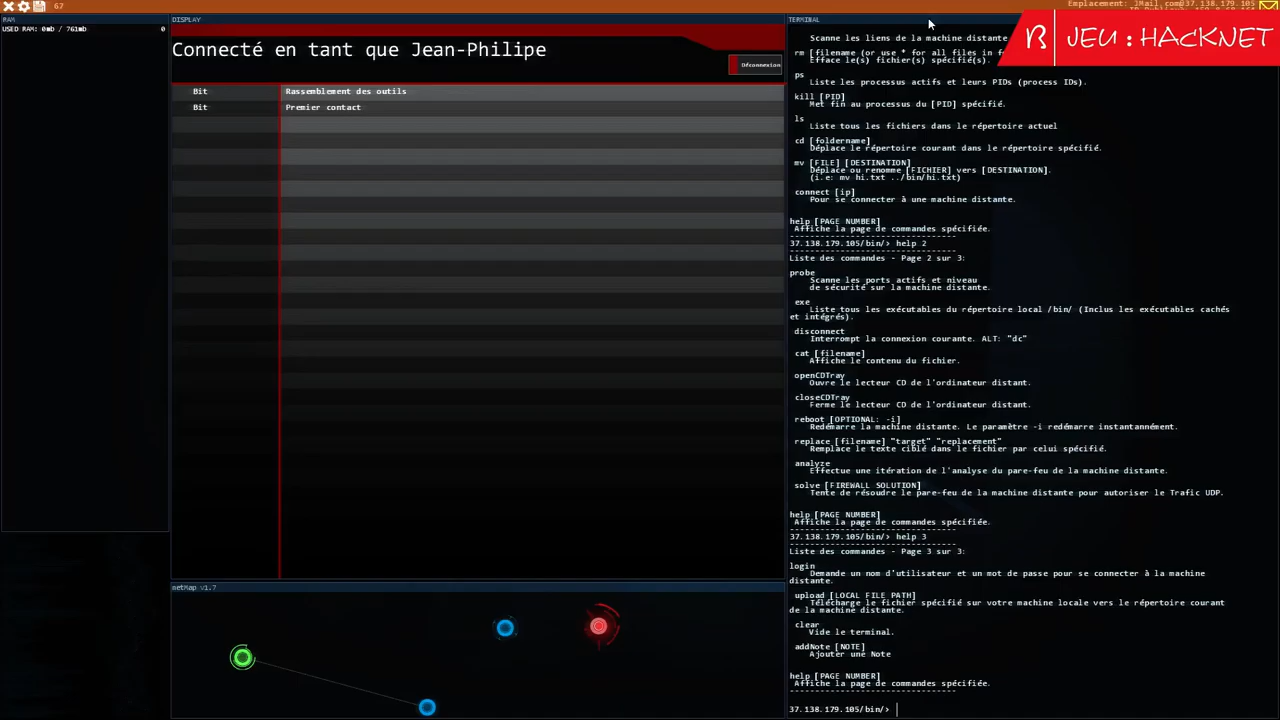 67
Emplacement: lMail.com@37.138.179.105
RAM
USED RAM: 0mb / 761mb
0
DISPLAY
Connecté en tant que Jean-Philipe
Déconnexion
Bit
Rassemblement des outils
Bit
Premier contact
netMap v1.7
TERMINAL
JEU : HACKNET
Scanne les liens de la machine distante
rm [filename (or use * for all files in fo
Efface le(s) fichier(s) spécifié(s).
ps
Liste les processus actifs et leurs PIDs (process IDs).
kill [PID]
Met fin au processus du [PID] spécifié.
ls
Liste tous les fichiers dans le répertoire actuel
cd [foldername]
Déplace le répertoire courant dans le répertoire spécifié.
mv [FILE] [DESTINATION]
Déplace ou renomme [FICHIER] vers [DESTINATION].
(i.e: mv hi.txt ../bin/hi.txt)
connect [ip]
Pour se connecter à une machine distante.
help [PAGE NUMBER]
Affiche la page de commandes spécifiée.
---------------------------------
37.138.179.105/bin/> help 2
---------------------------------
Liste des commandes - Page 2 sur 3:
probe
Scanne les ports actifs et niveau
de sécurité sur la machine distante.
exe
Liste tous les exécutables du répertoire local /bin/ (Inclus les exécutables cachés
et intégrés).
disconnect
Interrompt la connexion courante. ALT: "dc"
cat [filename]
Affiche le contenu du fichier.
openCDTray
Ouvre le lecteur CD de l'ordinateur distant.
closeCDTray
Ferme le lecteur CD de l'ordinateur distant.
reboot [OPTIONAL: -i]
Redémarre la machine distante. Le paramètre -i redémarre instantannément.
replace [filename] "target" "replacement"
Remplace le texte ciblé dans le fichier par celui spécifié.
analyze
Effectue une itération de l'analyse du pare-feu de la machine distante.
solve [FIREWALL SOLUTION]
Tente de résoudre le pare-feu de la machine distante pour autoriser le Trafic UDP.
help [PAGE NUMBER]
Affiche la page de commandes spécifiée.
---------------------------------
37.138.179.105/bin/> help 3
---------------------------------
Liste des commandes - Page 3 sur 3:
login
Demande un nom d'utilisateur et un mot de passe pour se connecter à la machine
distante.
upload [LOCAL FILE PATH]
Télécharge le fichier spécifié sur votre machine locale vers le répertoire courant
de la machine distante.
clear
Vide le terminal.
addNote [NOTE]
Ajouter une Note
help [PAGE NUMBER]
Affiche la page de commandes spécifiée.
---------------------------------
37.138.179.105/bin/>